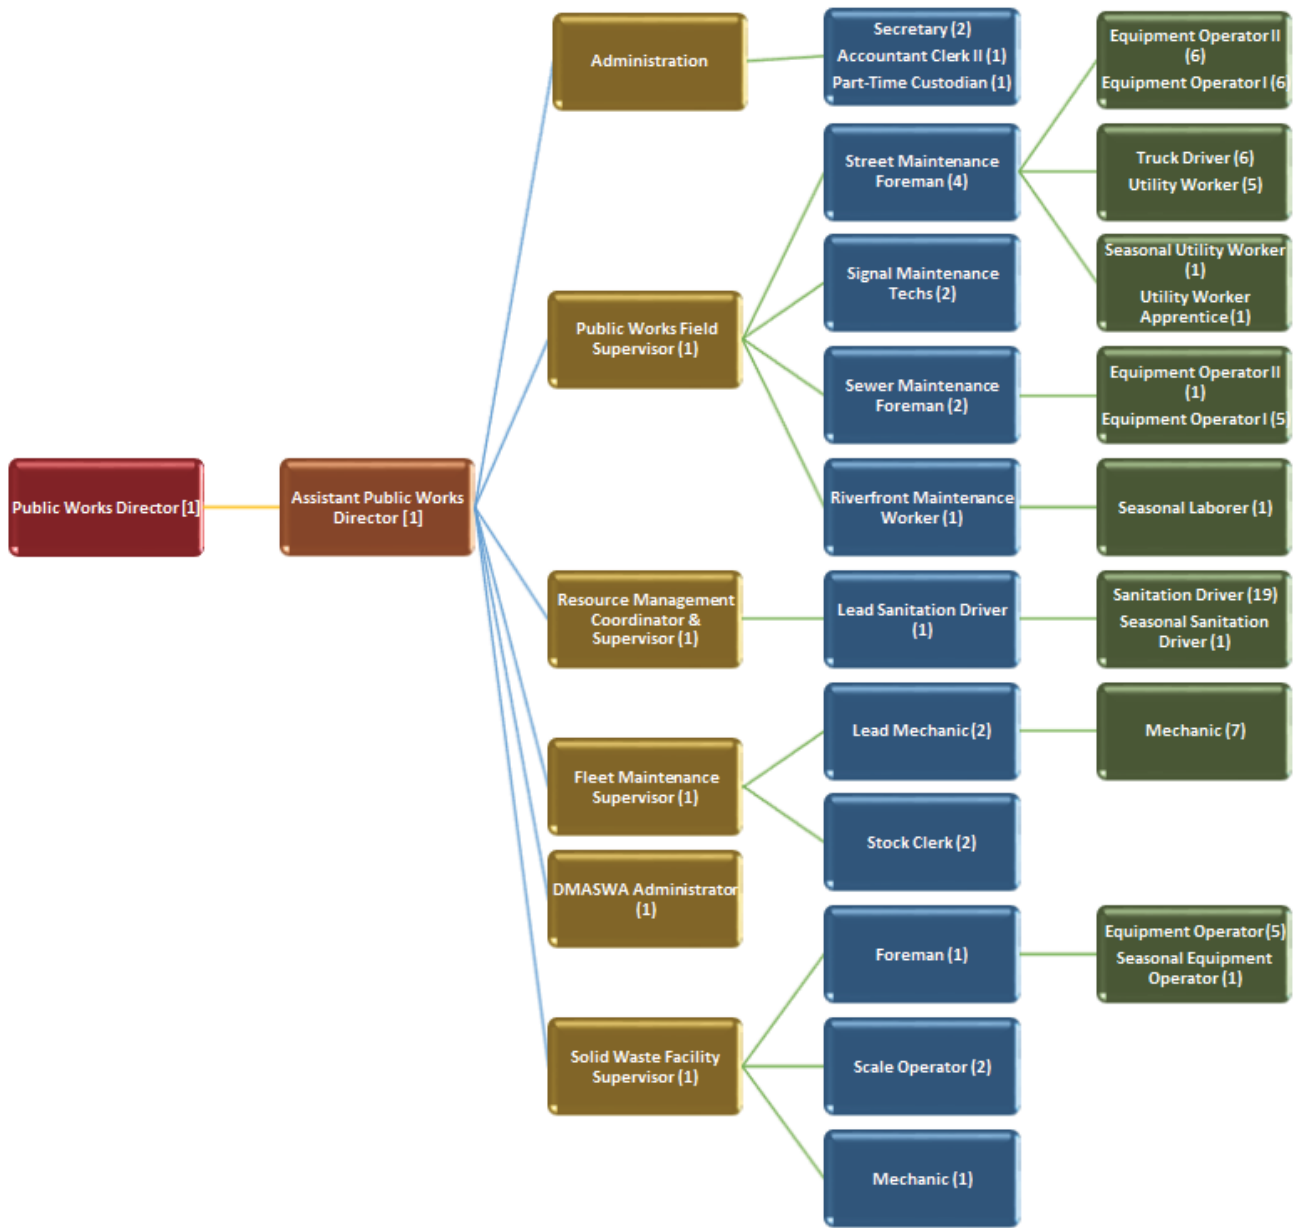 Public Works Director [1]
Assistant Public Works
Director [1]
Administration
Secretary (2)
Accountant Clerk II (1)
Part-Time Custodian (1)
Public Works Field
Supervisor (1)
Street Maintenance
Foreman (4)
Equipment Operator II
(6)
Equipment Operator I (6)
Truck Driver (6)
Utility Worker (5)
Seasonal Utility Worker
(1)
Utility Worker
Apprentice (1)
Signal Maintenance
Techs (2)
Sewer Maintenance
Foreman (2)
Equipment Operator II
(1)
Equipment Operator I (5)
Riverfront Maintenance
Worker (1)
Seasonal Laborer (1)
Resource Management
Coordinator &
Supervisor (1)
Lead Sanitation Driver
(1)
Sanitation Driver (19)
Seasonal Sanitation
Driver (1)
Fleet Maintenance
Supervisor (1)
Lead Mechanic (2)
Mechanic (7)
Stock Clerk (2)
DMASWA Administrator
(1)
Solid Waste Facility
Supervisor (1)
Foreman (1)
Equipment Operator (5)
Seasonal Equipment
Operator (1)
Scale Operator (2)
Mechanic (1)